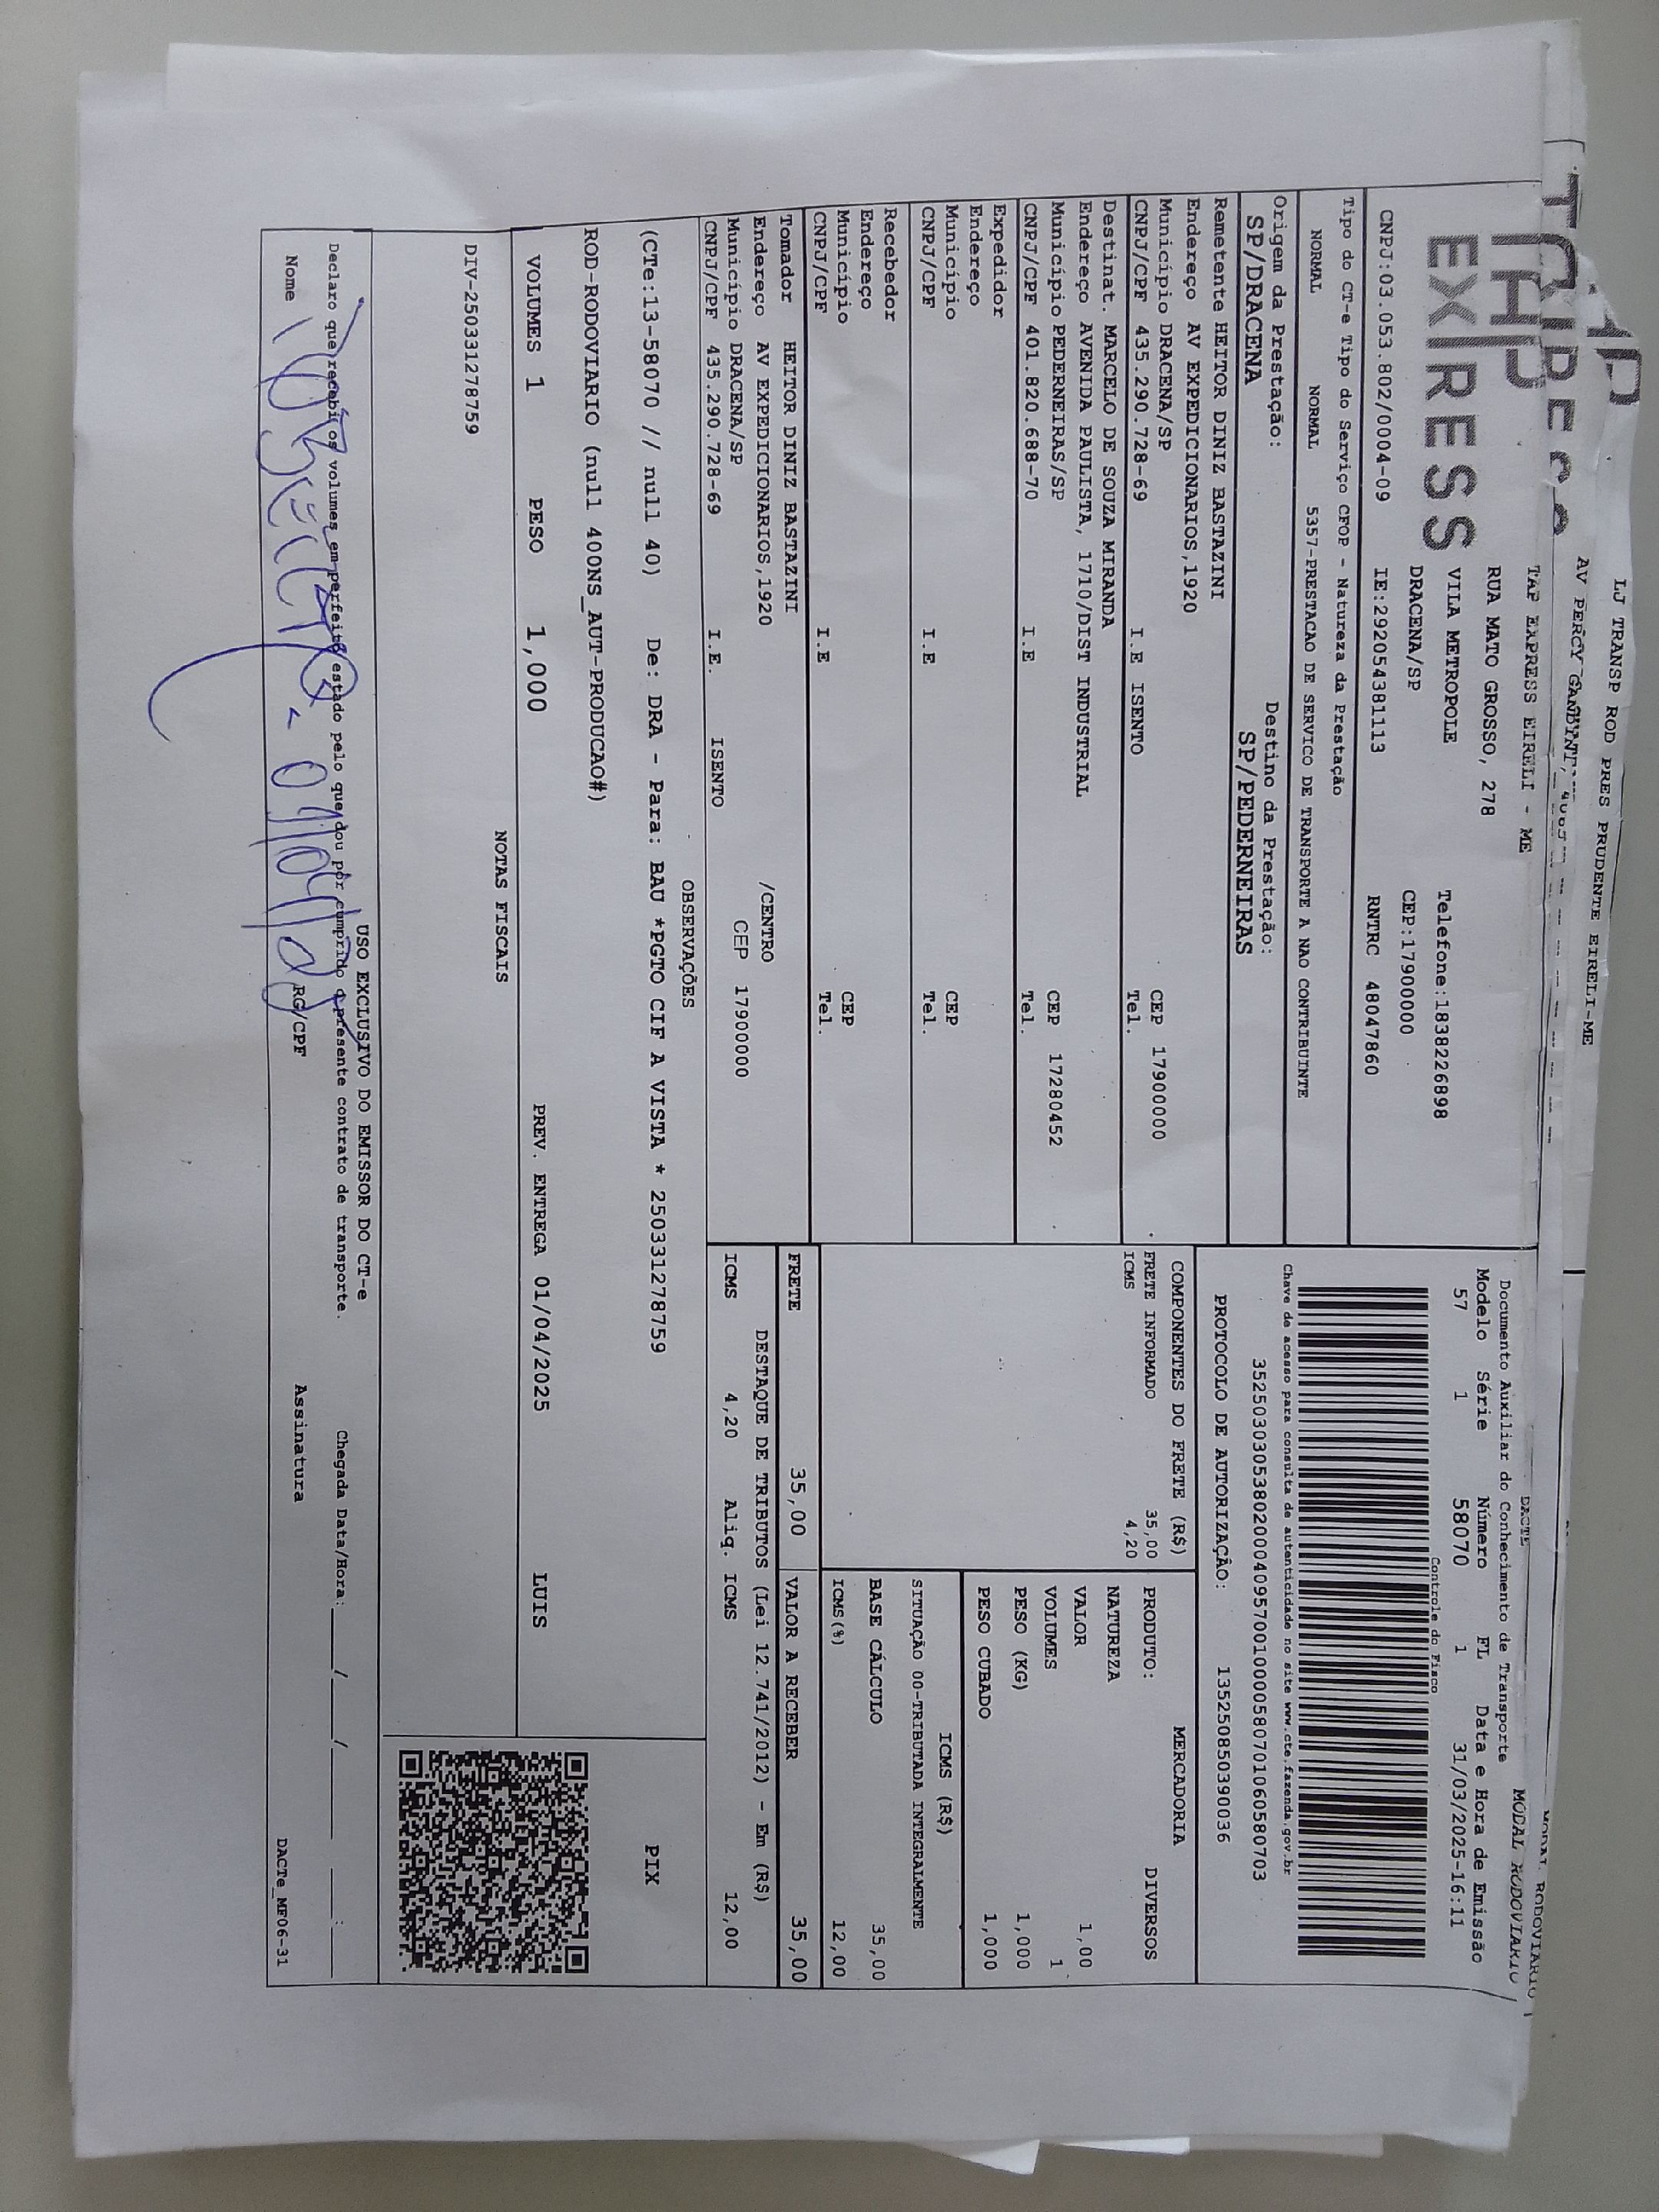 LJ TRANSP ROD PRES PRUDENTE EIRELI-ME
AV PERCY GANDINI,
MODAL RODOVIARIO
TAP EXPRESS EIRELI - ME
DACTE
MODAL RODOVIARIO
EXPRESS
RUA MATO GROSSO, 278
VILA METROPOLE
DRACENA/SP
Telefone:1838226898
CEP:17900000
CNPJ:03.053.802/0004-09 IE:292054381113 RNTRC 48047860
Documento Auxiliar do Conhecimento de Transporte
Modelo Série Número FL Data e Hora de Emissão
57 1 58070 1 31/03/2025-16:11
Controle do Fisco
Tipo do CT-e Tipo do Serviço CFOP - Natureza da Prestação
NORMAL NORMAL 5357-PRESTACAO DE SERVICO DE TRANSPORTE A NAO CONTRIBUINTE
Chave de acesso para consulta de autenticidade no site www.cte.fazenda.gov.br
35250303053802000409570010000580701060580703
PROTOCOLO DE AUTORIZAÇÃO: 135250850390036
Origem da Prestação: Destino da Prestação:
SP/DRACENA SP/PEDERNEIRAS
Remetente HEITOR DINIZ BASTAZINI
Endereço AV EXPEDICIONARIOS,1920
Município DRACENA/SP CEP 17900000
CNPJ/CPF 435.290.728-69 I.E ISENTO Tel.
Destinat. MARCELO DE SOUZA MIRANDA
Endereço AVENIDA PAULISTA, 1710/DIST INDUSTRIAL
Município PEDERNEIRAS/SP CEP 17280452
CNPJ/CPF 401.820.688-70 I.E Tel.
Expedidor
Endereço
Município CEP
CNPJ/CPF I.E Tel.
Recebedor
Endereço
Município CEP
CNPJ/CPF I.E Tel.
Tomador HEITOR DINIZ BASTAZINI
Endereço AV EXPEDICIONARIOS,1920 /CENTRO
Município DRACENA/SP CEP 17900000
CNPJ/CPF 435.290.728-69 I.E. ISENTO
COMPONENTES DO FRETE (R$)
FRETE INFORMADO 35,00
ICMS 4,20
MERCADORIA
PRODUTO: DIVERSOS
NATUREZA
VALOR 1,00
VOLUMES 1
PESO (KG) 1,000
PESO CUBADO 1,000
ICMS (R$)
SITUAÇÃO 00-TRIBUTADA INTEGRALMENTE
BASE CÁLCULO 35,00
ICMS(%) 12,00
FRETE 35,00 VALOR A RECEBER 35,00
DESTAQUE DE TRIBUTOS (Lei 12.741/2012) - Em (R$)
ICMS 4,20 Aliq. ICMS 12,00
OBSERVAÇÕES
(CTe:13-58070 // null 40) De: DRA - Para: BAU *PGTO CIF A VISTA * 250331278759
ROD-RODOVIARIO (null 400NS_AUT-PRODUCAO#)
PIX
VOLUMES 1 PESO 1,000 PREV. ENTREGA 01/04/2025 LUIS
NOTAS FISCAIS
DIV-250331278759
USO EXCLUSIVO DO EMISSOR DO CT-e
Declaro que recebi os volumes em perfeito estado pelo que dou por cumprido o presente contrato de transporte. Chegada Data/Hora:____/____/______ ___:___
Nome RG/CPF Assinatura
DACTe_MF06-31